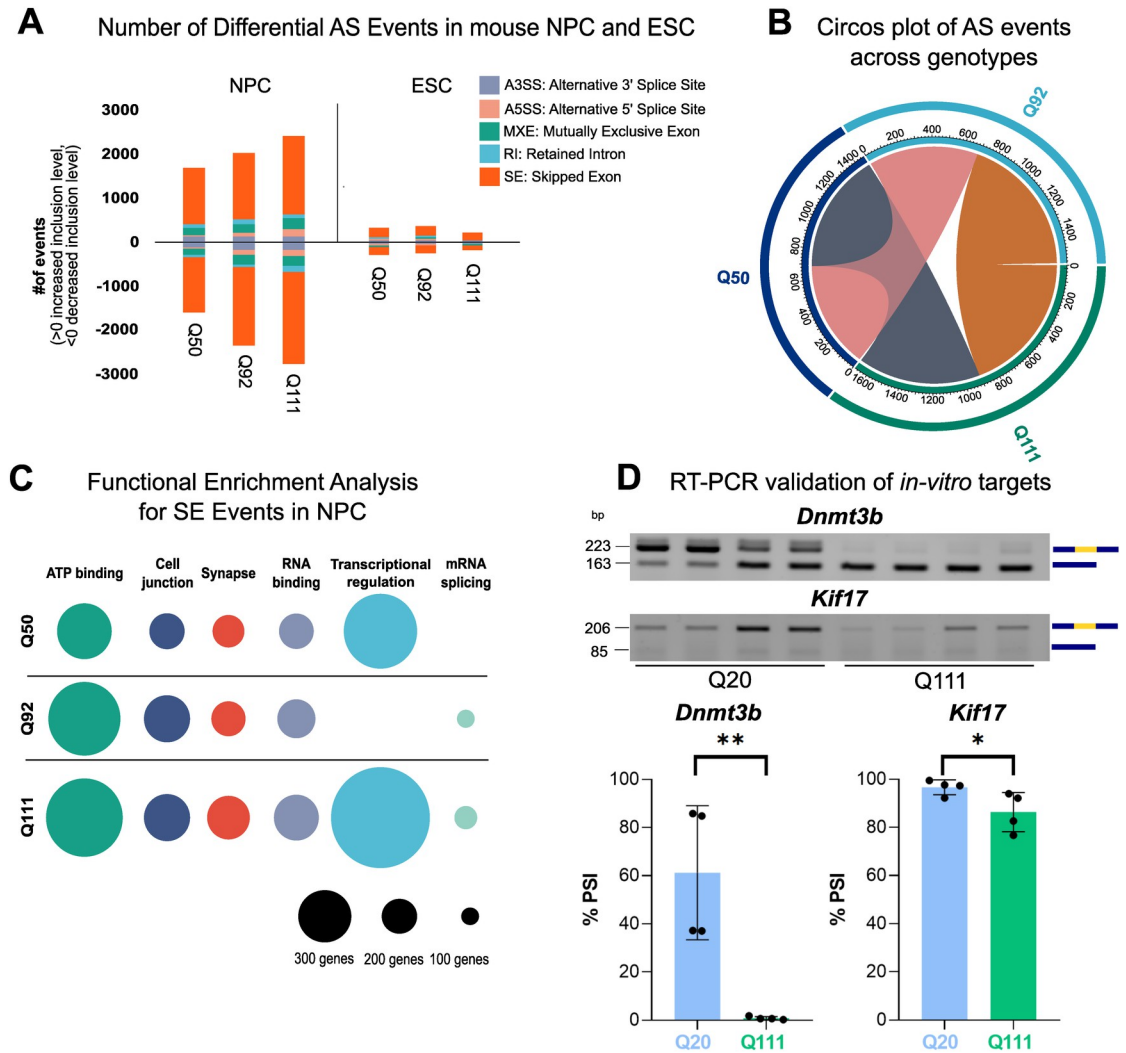 A
Number of Differential AS Events in mouse NPC and ESC
NPC
ESC
A3SS: Alternative 3' Splice Site
A5SS: Alternative 5' Splice Site
MXE: Mutually Exclusive Exon
RI: Retained Intron
SE: Skipped Exon
#of events
(>0 increased inclusion level,
<0 decreased inclusion level)
3000
2000
1000
0
-1000
-2000
-3000
Q50
Q92
Q111
Q50
Q92
Q111
B
Circos plot of AS events
across genotypes
Q92
0
200
400
600
800
1000
1200
1400
Q111
0
200
400
600
800
1000
1200
1400
1600
Q50
0
200
400
600
800
1000
1200
1400
C
Functional Enrichment Analysis
for SE Events in NPC
ATP binding
Cell
junction
Synapse
RNA
binding
Transcriptional
regulation
mRNA
splicing
Q50
Q92
Q111
300 genes
200 genes
100 genes
D
RT-PCR validation of in-vitro targets
Dnmt3b
bp
223
163
Kif17
206
85
Q20
Q111
Dnmt3b
**
% PSI
100
80
60
40
20
0
Q20
Q111
Kif17
*
% PSI
100
80
60
40
20
0
Q20
Q111